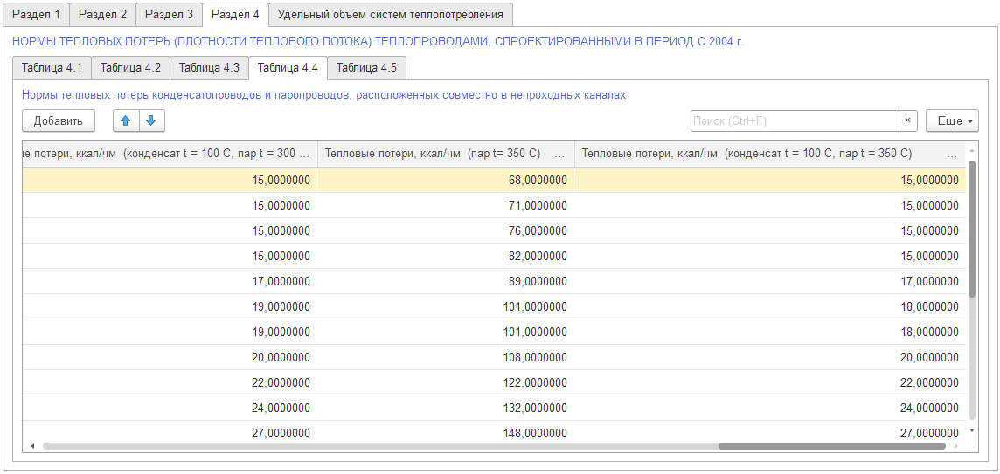 Раздел 1 Раздел 2 Раздел 3 Раздел 4 Удельный объем систем теплопотребления
НОРМЫ ТЕПЛОВЫХ ПОТЕРЬ (ПЛОТНОСТИ ТЕПЛОВОГО ПОТОКА) ТЕПЛОПРОВОДАМИ, СПРОЕКТИРОВАННЫМИ В ПЕРИОД С 2004 г.
Таблица 4.1 Таблица 4.2 Таблица 4.3 Таблица 4.4 Таблица 4.5
Нормы тепловых потерь конденсатопроводов и паропроводов, расположенных совместно в непроходных каналах
Добавить Поиск (Ctrl+F) × Еще
ие потери, ккал/чм (конденсат t = 100 С, пар t = 300 ... Тепловые потери, ккал/чм (пар t= 350 С) ... Тепловые потери, ккал/чм (конденсат t = 100 С, пар t = 350 С) ...
15,0000000 68,0000000 15,0000000
15,0000000 71,0000000 15,0000000
15,0000000 76,0000000 15,0000000
15,0000000 82,0000000 15,0000000
17,0000000 89,0000000 17,0000000
19,0000000 101,0000000 18,0000000
19,0000000 101,0000000 18,0000000
20,0000000 108,0000000 20,0000000
22,0000000 122,0000000 22,0000000
24,0000000 132,0000000 24,0000000
27,0000000 148,0000000 27,0000000